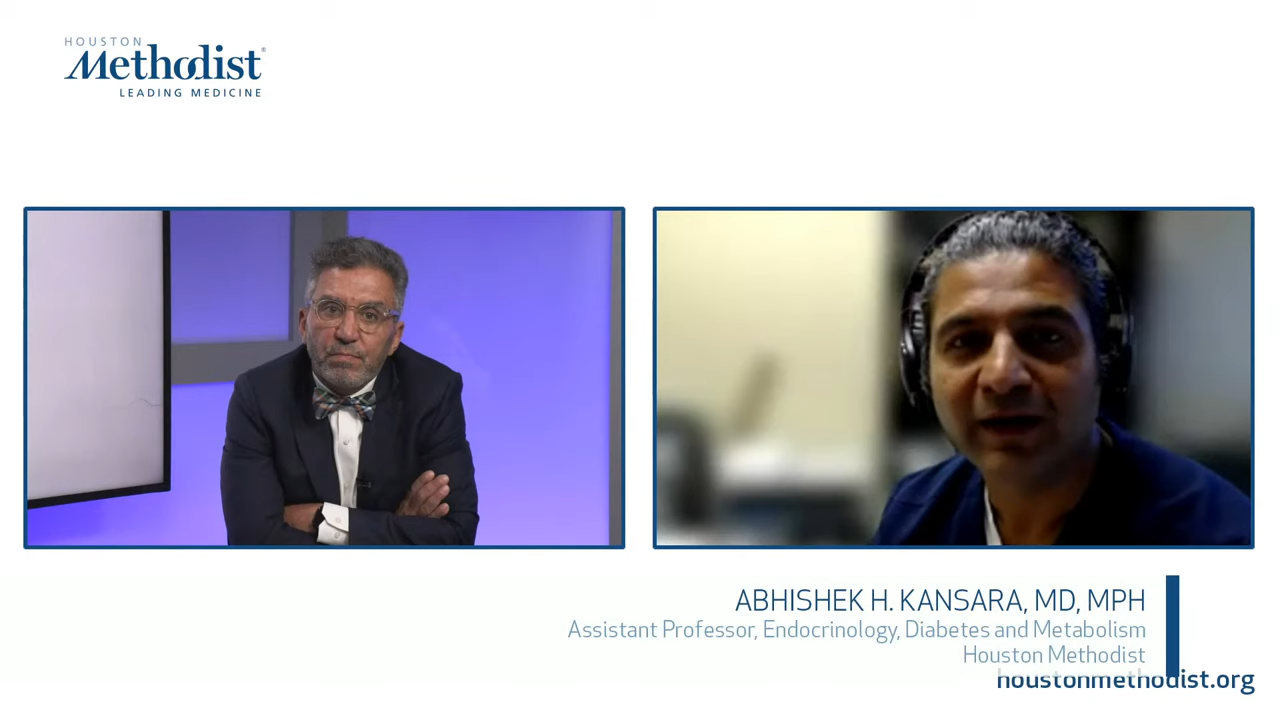 HOUSTON
Methodist®
LEADING MEDICINE
ABHISHEK H. KANSARA, MD, MPH
Assistant Professor, Endocrinology, Diabetes and Metabolism
Houston Methodist
houstonmethodist.org